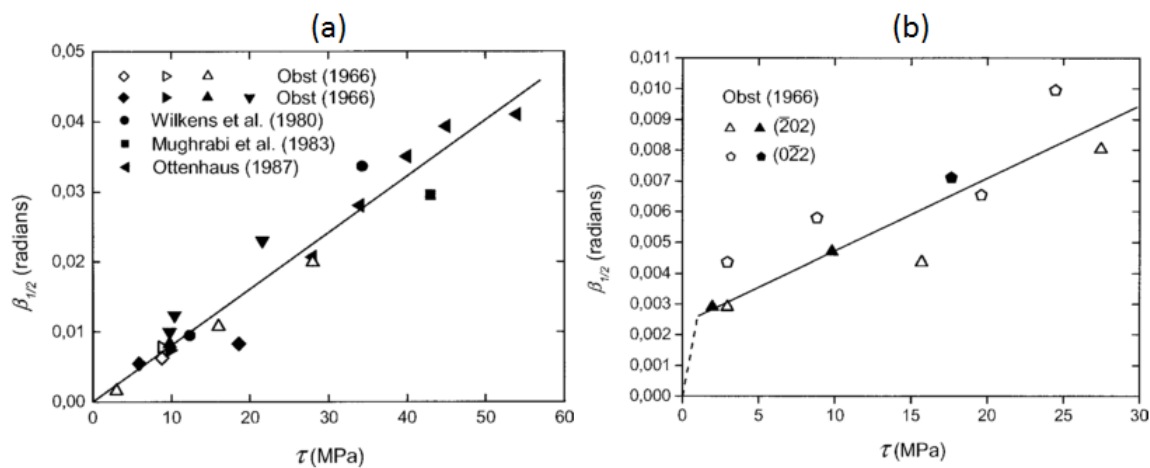 (a)
0,05
0,04
0,03
0,02
0,01
0,00
0 10 20 30 40 50 60
β1/2 (radians)
τ (MPa)
Obst (1966)
Obst (1966)
Wilkens et al. (1980)
Mughrabi et al. (1983)
Ottenhaus (1987)
(b)
0,011
0,010
0,009
0,008
0,007
0,006
0,005
0,004
0,003
0,002
0,001
0,000
0 5 10 15 20 25 30
β1/2 (radians)
τ (MPa)
Obst (1966)
(2̅02)
(02̅2)